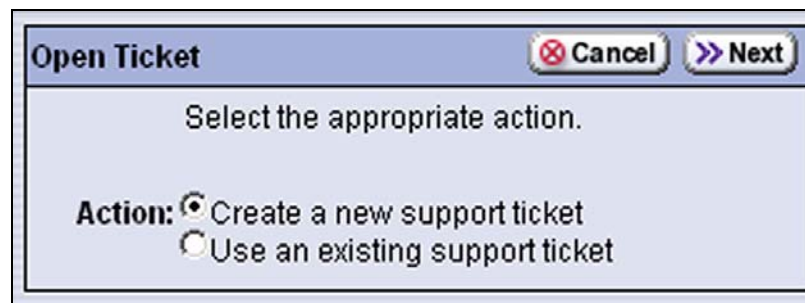 Open Ticket Cancel Next
Select the appropriate action.
Action: Create a new support ticket
Use an existing support ticket